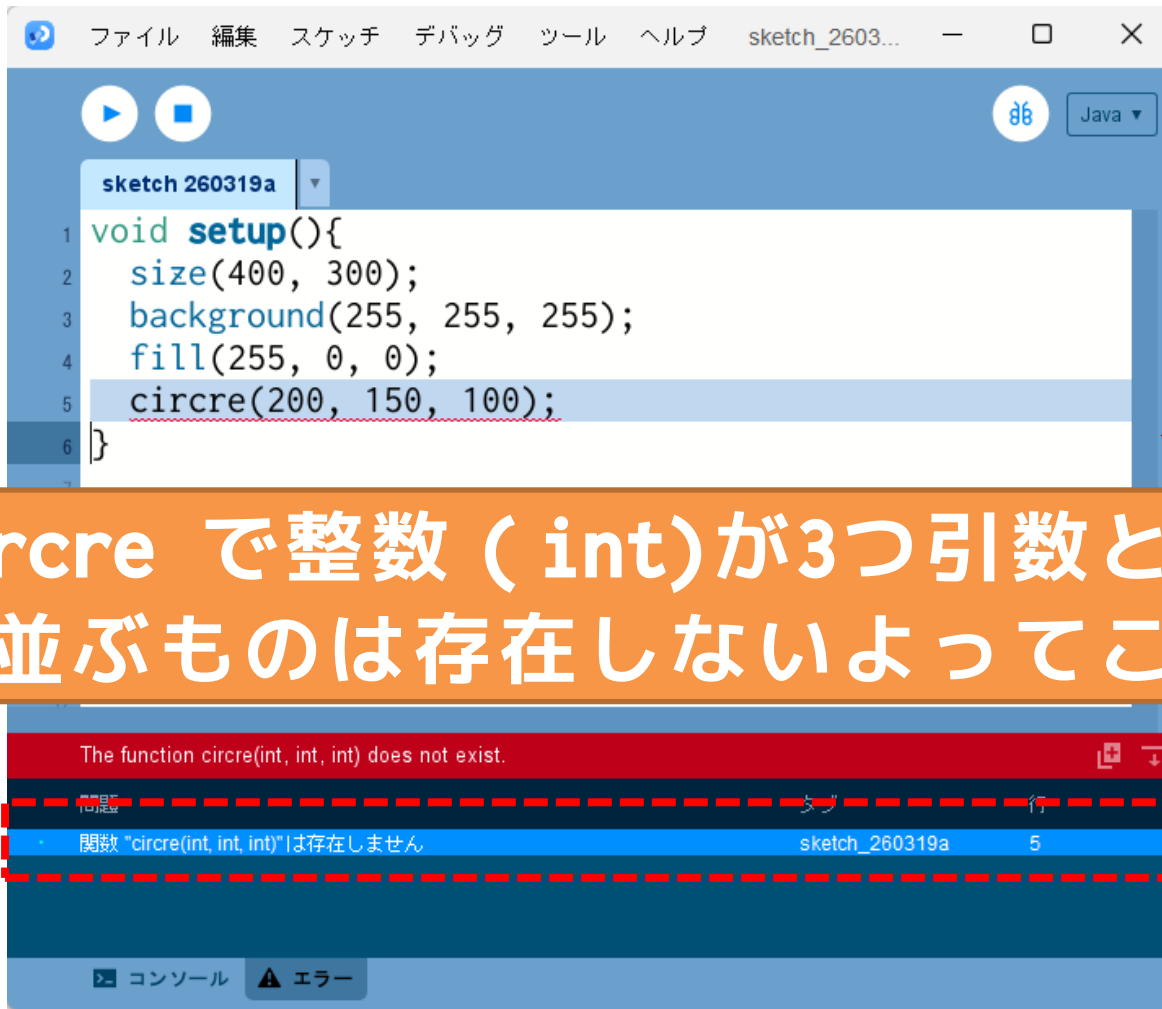 ファイル 編集 スケッチ デバッグ ツール ヘルプ sketch_2603...
Java
sketch 260319a
1 void setup(){
2 size(400, 300);
3 background(255, 255, 255);
4 fill(255, 0, 0);
5 circre(200, 150, 100);
6 }
rcre で整数(int)が3つ引数と
並ぶものは存在しないよってこ
The function circre(int, int, int) does not exist.
問題 タブ 行
関数 "circre(int, int, int)"は存在しません sketch_260319a 5
コンソール エラー